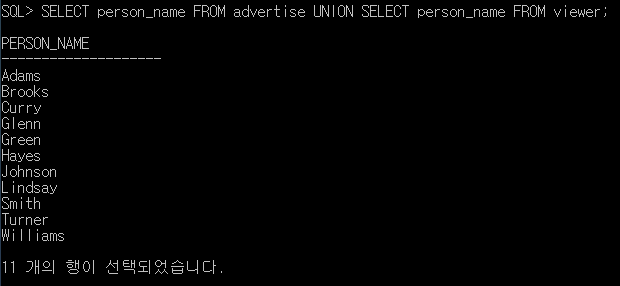 SQL> SELECT person_name FROM advertise UNION SELECT person_name FROM viewer;
PERSON_NAME
--------------------
Adams
Brooks
Curry
Glenn
Green
Hayes
Johnson
Lindsay
Smith
Turner
Williams
11 개의 행이 선택되었습니다.